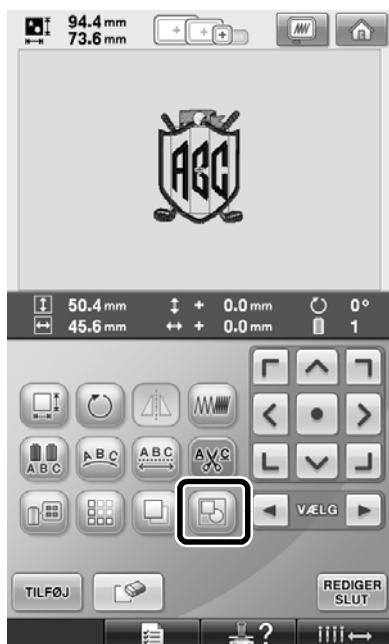 94.4 mm
73.6 mm
ABC
50.4 mm + 0.0 mm 0°
45.6 mm + 0.0 mm 1
ABC ABC ABC A C
VÆLG
TILFØJ
REDIGER
SLUT
?